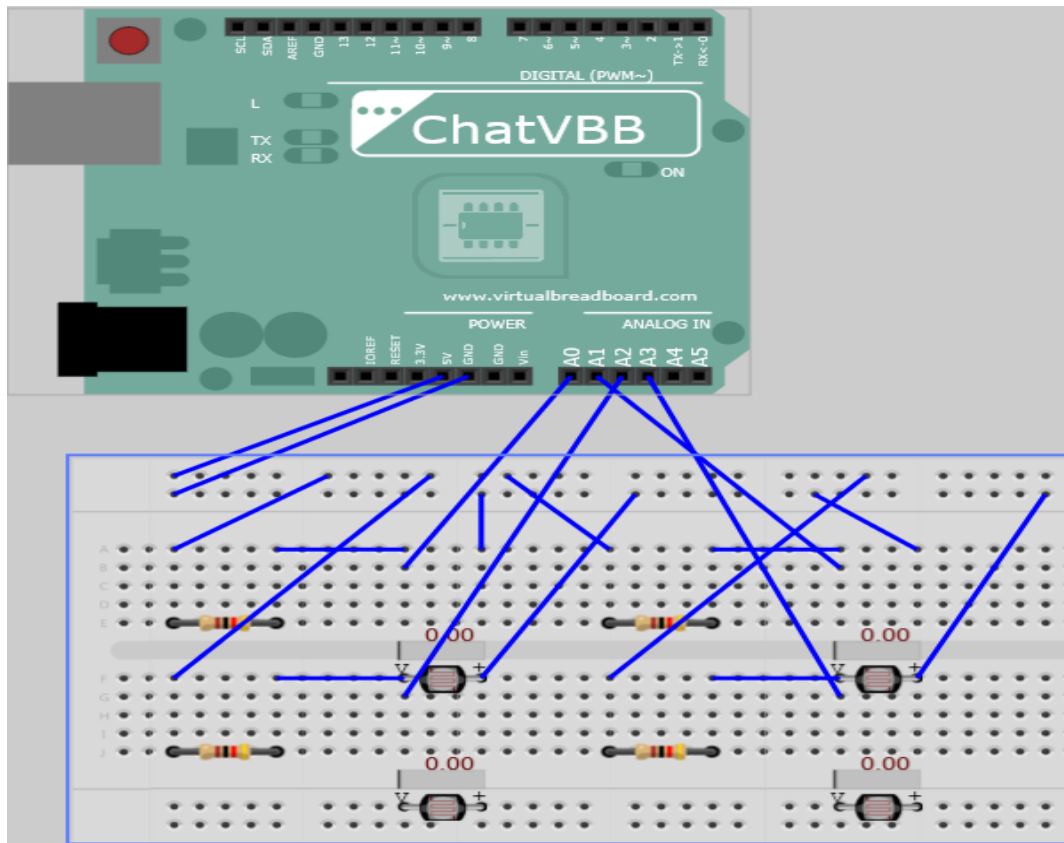 SCL SDA AREF GND 13 12 11~ 10~ 9~ 8 7 6~ 5~ 4 3~ 2 TX->1 RX<-0
DIGITAL (PWM~)
L
ChatVBB
TX
RX
ON
www.virtualbreadboard.com
POWER ANALOG IN
IOREF RESET 3.3V 5V GND GND Vin A0 A1 A2 A3 A4 A5
A
B
C
D
E
0.00 0.00
V + V +
F
G
H
I
J
0.00 0.00
V + V +